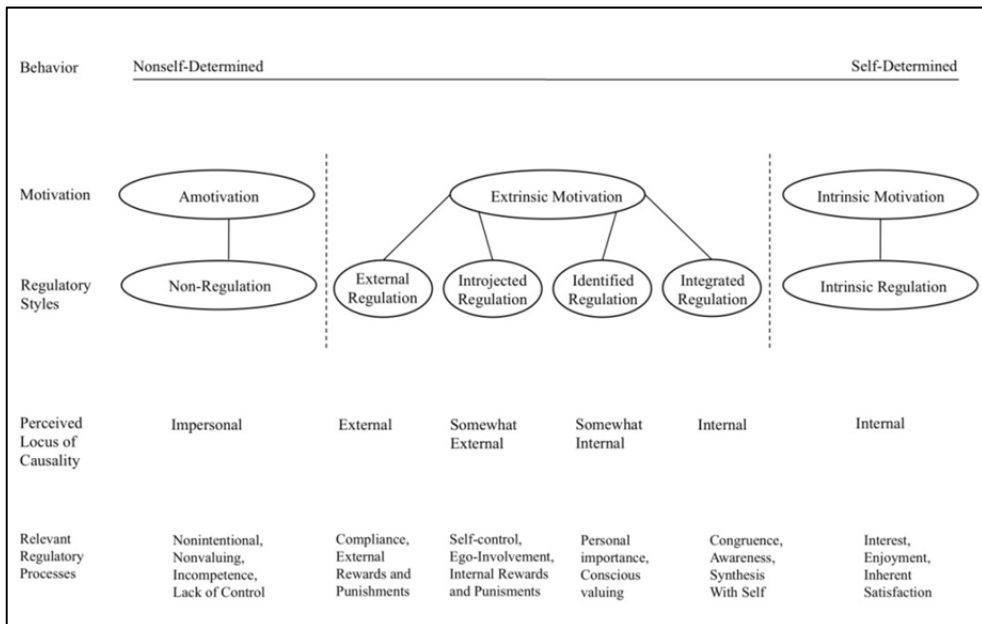 Behavior
Nonself-Determined
Self-Determined
Motivation
Amotivation
Extrinsic Motivation
Intrinsic Motivation
Regulatory
Styles
Non-Regulation
External
Regulation
Introjected
Regulation
Identified
Regulation
Integrated
Regulation
Intrinsic Regulation
Perceived
Locus of
Causality
Impersonal
External
Somewhat
External
Somewhat
Internal
Internal
Internal
Relevant
Regulatory
Processes
Nonintentional,
Nonvaluing,
Incompetence,
Lack of Control
Compliance,
External
Rewards and
Punishments
Self-control,
Ego-Involvement,
Internal Rewards
and Punisments
Personal
importance,
Conscious
valuing
Congruence,
Awareness,
Synthesis
With Self
Interest,
Enjoyment,
Inherent
Satisfaction